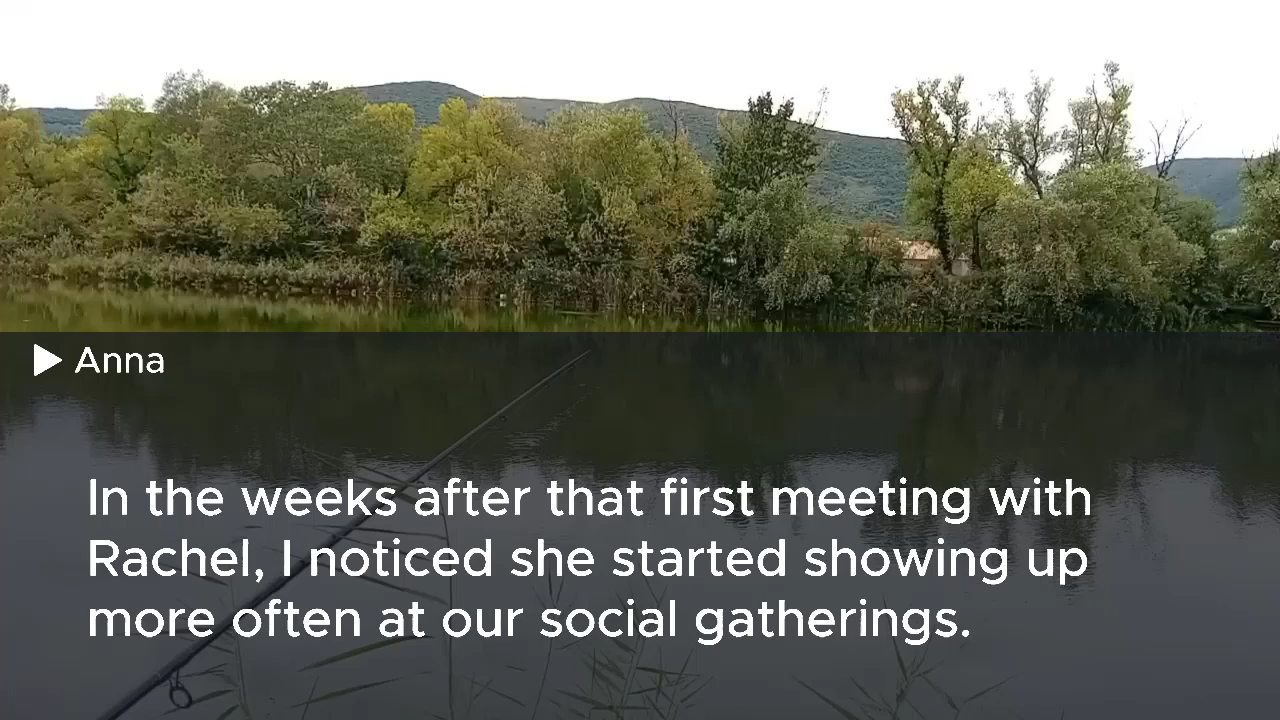 Anna
In the weeks after that first meeting with
Rachel, I noticed she started showing up
more often at our social gatherings.